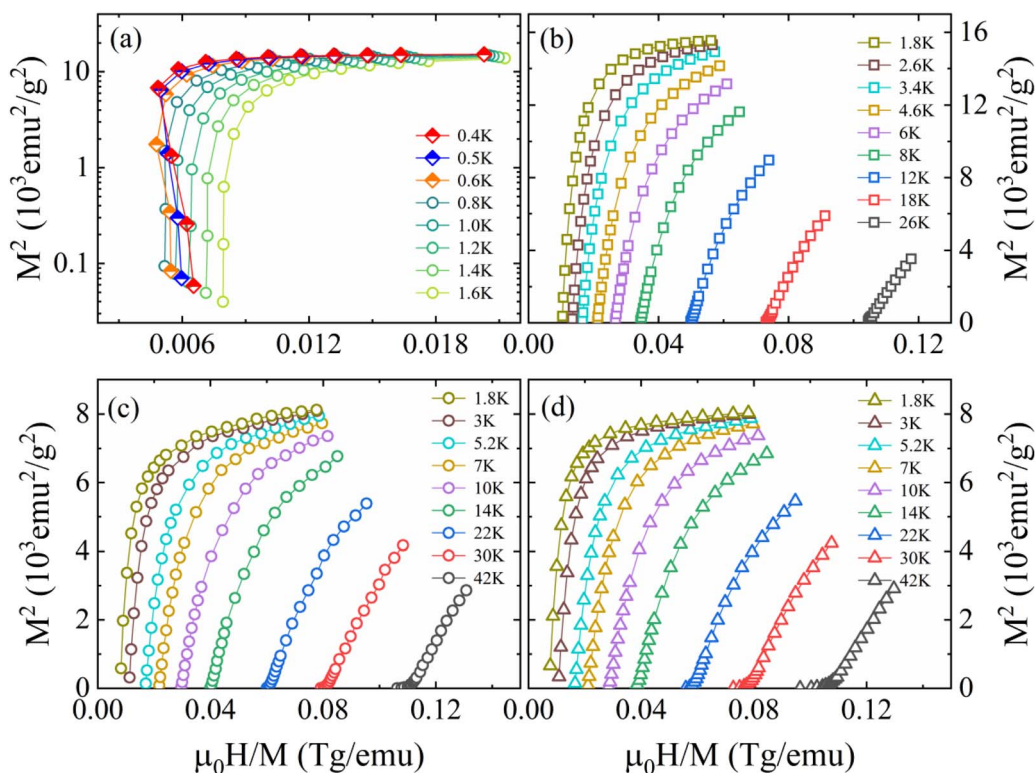 (a)
10
1
0.1
M² (10³emu²/g²)
0.4K
0.5K
0.6K
0.8K
1.0K
1.2K
1.4K
1.6K
0.006 0.012 0.018
(b)
16
12
8
4
0
M² (10³emu²/g²)
1.8K
2.6K
3.4K
4.6K
6K
8K
12K
18K
26K
0.00 0.04 0.08 0.12
(c)
8
6
4
2
0
M² (10³emu²/g²)
1.8K
3K
5.2K
7K
10K
14K
22K
30K
42K
0.00 0.04 0.08 0.12
μ₀H/M (Tg/emu)
(d)
8
6
4
2
0
M² (10³emu²/g²)
1.8K
3K
5.2K
7K
10K
14K
22K
30K
42K
0.00 0.04 0.08 0.12
μ₀H/M (Tg/emu)